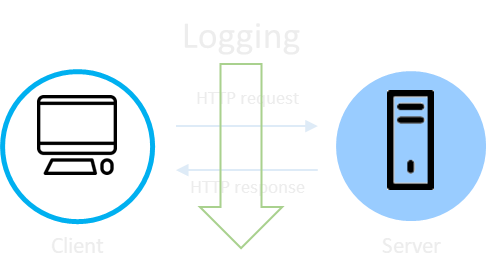 Logging
HTTP request
HTTP response
Client
Server